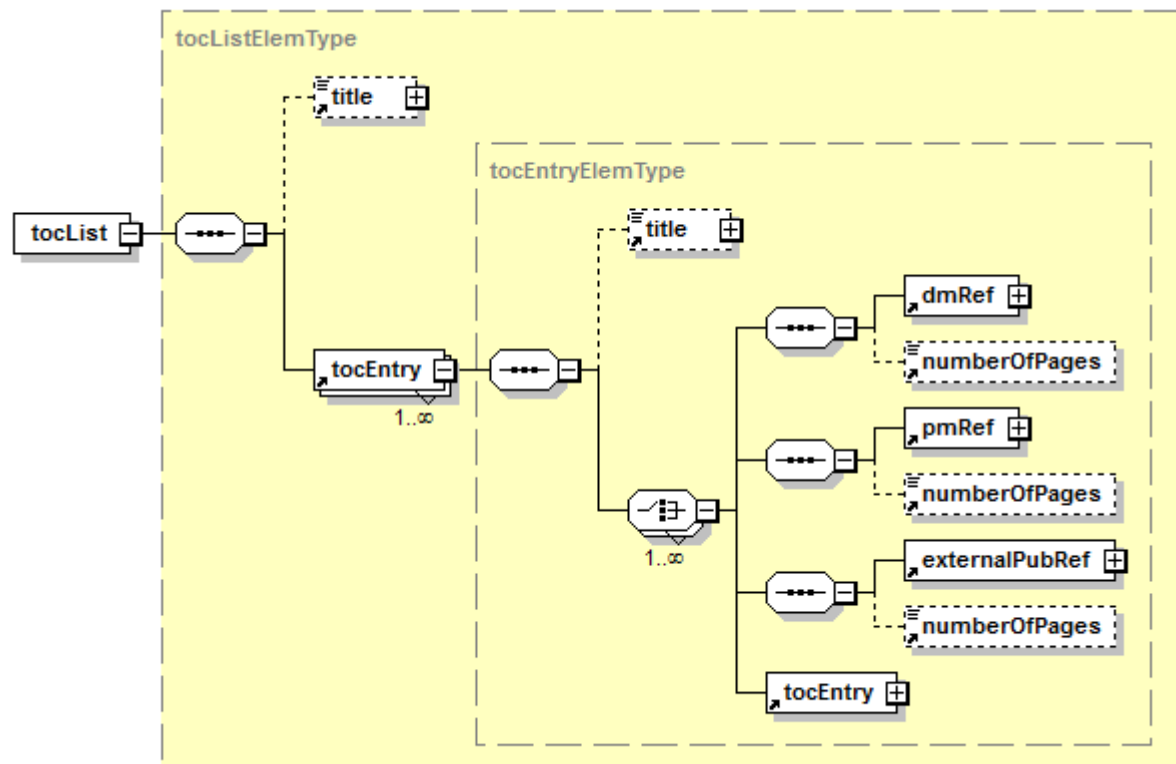 tocListElemType
title
tocEntryElemType
title
tocList
dmRef
numberOfPages
tocEntry
1..∞
pmRef
numberOfPages
1..∞
externalPubRef
numberOfPages
tocEntry